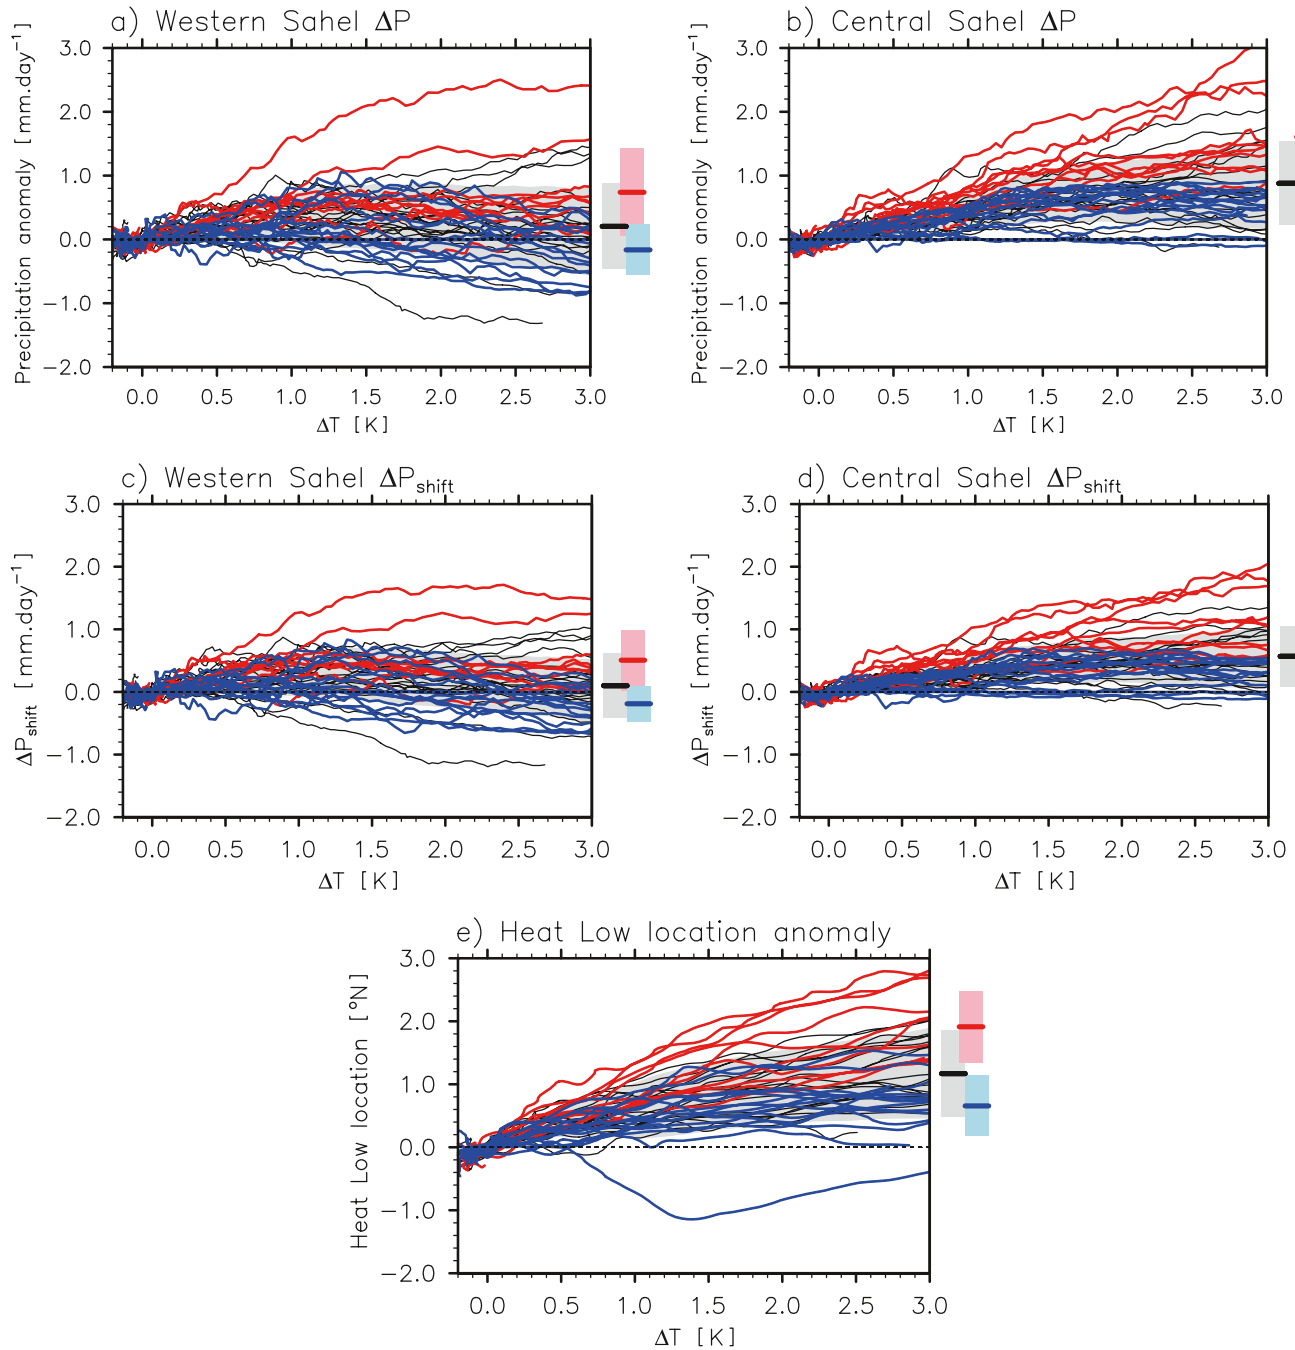 a) Western Sahel ΔP
b) Central Sahel ΔP
Precipitation anomaly [mm.day⁻¹]
3.0
2.0
1.0
0.0
−1.0
−2.0
0.0 0.5 1.0 1.5 2.0 2.5 3.0
ΔT [K]
Precipitation anomaly [mm.day⁻¹]
3.0
2.0
1.0
0.0
−1.0
−2.0
0.0 0.5 1.0 1.5 2.0 2.5 3.0
ΔT [K]
c) Western Sahel ΔPshift
d) Central Sahel ΔPshift
ΔPshift [mm.day⁻¹]
3.0
2.0
1.0
0.0
−1.0
−2.0
0.0 0.5 1.0 1.5 2.0 2.5 3.0
ΔT [K]
ΔPshift [mm.day⁻¹]
3.0
2.0
1.0
0.0
−1.0
−2.0
0.0 0.5 1.0 1.5 2.0 2.5 3.0
ΔT [K]
e) Heat Low location anomaly
Heat Low location [°N]
3.0
2.0
1.0
0.0
−1.0
−2.0
0.0 0.5 1.0 1.5 2.0 2.5 3.0
ΔT [K]